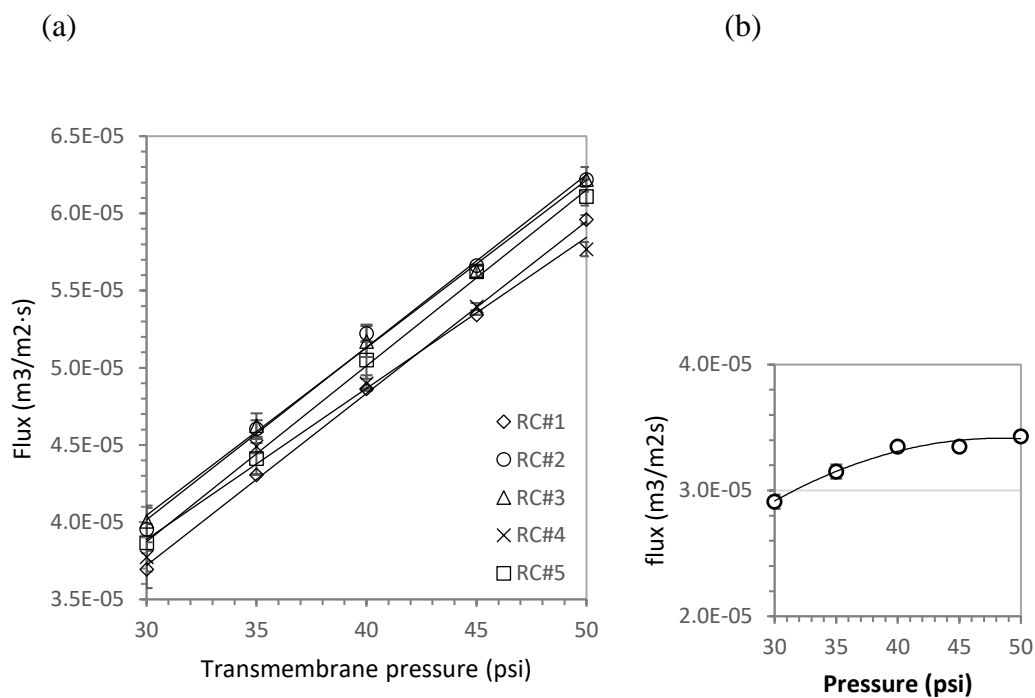 (a)
(b)
6.5E-05
6.0E-05
5.5E-05
5.0E-05
4.5E-05
4.0E-05
3.5E-05
Flux (m3/m2·s)
RC#1
RC#2
RC#3
RC#4
RC#5
30 35 40 45 50
Transmembrane pressure (psi)
4.0E-05
3.0E-05
2.0E-05
flux (m3/m2s)
30 35 40 45 50
Pressure (psi)